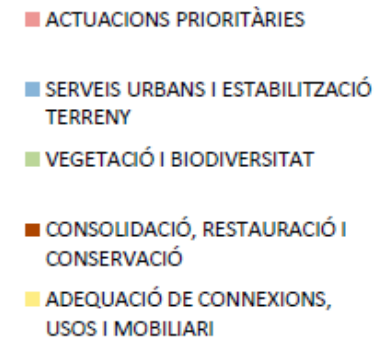 ACTUACIONS PRIORITÀRIES
SERVEIS URBANS I ESTABILITZACIÓ
TERRENY
VEGETACIÓ I BIODIVERSITAT
CONSOLIDACIÓ, RESTAURACIÓ I
CONSERVACIÓ
ADEQUACIÓ DE CONNEXIONS,
USOS I MOBILIARI